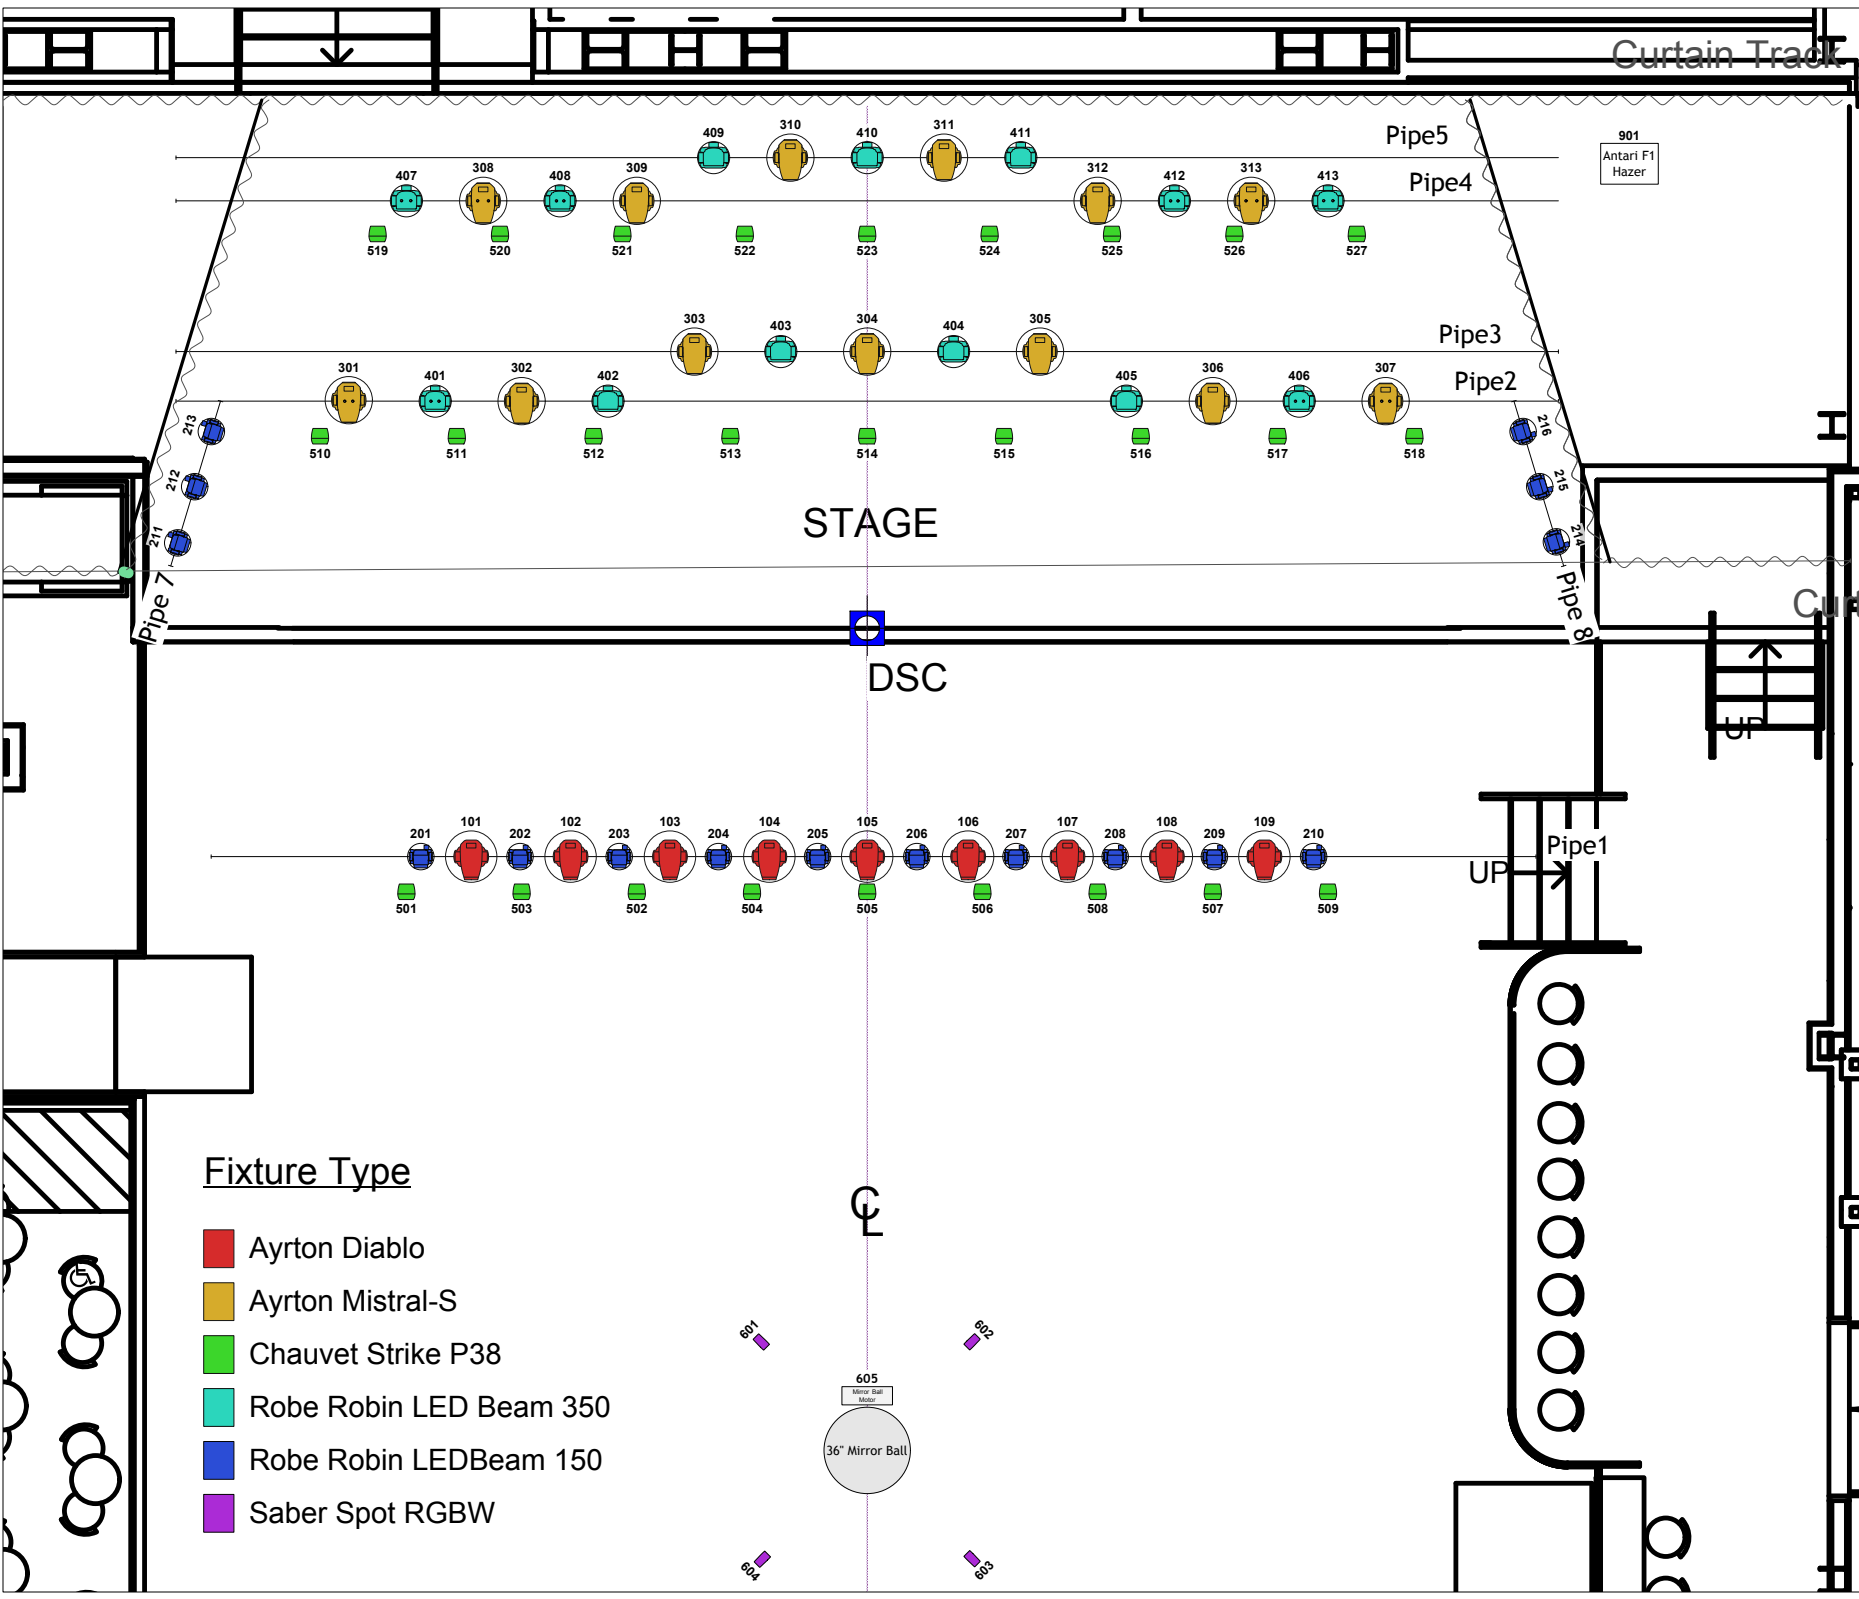 Curtain Track
409 310 410 311 411
Pipe5
901
Antari F1
Hazer
407 308 408 309 312 412 313 413
Pipe4
519 520 521 522 523 524 525 526 527
303 403 304 404 305
Pipe3
301 401 302 402 405 306 406 307
Pipe2
213 216
510 511 512 513 514 515 516 517 518
212 215
STAGE
211 214
Pipe 7
Pipe 8
Curt
DSC
UP
201 101 202 102 203 103 204 104 205 105 206 106 207 107 208 108 209 109 210
Pipe1
UP
501 503 502 504 505 506 508 507 509
Fixture Type
CL
Ayrton Diablo
Ayrton Mistral-S
Chauvet Strike P38
Robe Robin LED Beam 350
Robe Robin LEDBeam 150
Saber Spot RGBW
601 602
605
Mirror Ball
Motor
36" Mirror Ball
604 603